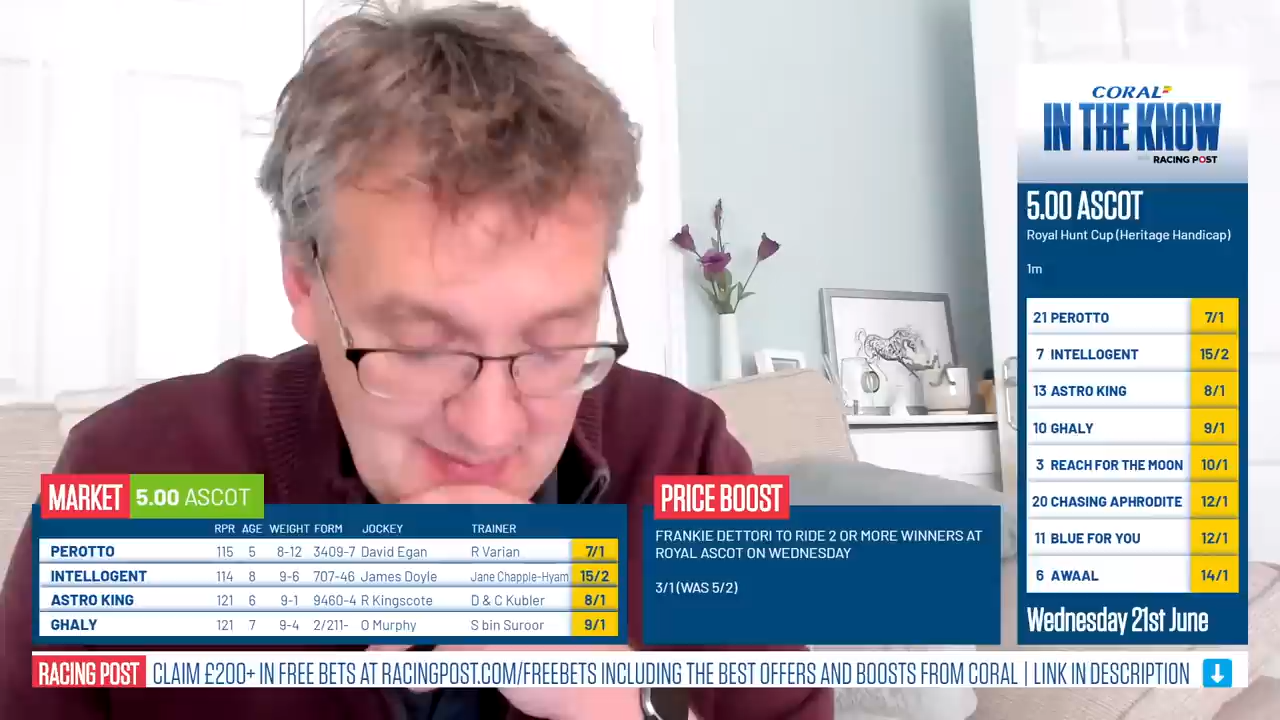 CORAL
IN THE KNOW
WITH RACING POST
5.00 ASCOT
Royal Hunt Cup (Heritage Handicap)
1m
21 PEROTTO 7/1
7 INTELLOGENT 15/2
13 ASTRO KING 8/1
10 GHALY 9/1
3 REACH FOR THE MOON 10/1
20 CHASING APHRODITE 12/1
11 BLUE FOR YOU 12/1
6 AWAAL 14/1
Wednesday 21st June
MARKET 5.00 ASCOT
RPR AGE WEIGHT FORM JOCKEY TRAINER
PEROTTO 115 5 8-12 3409-7 David Egan R Varian 7/1
INTELLOGENT 114 8 9-6 707-46 James Doyle Jane Chapple-Hyam 15/2
ASTRO KING 121 6 9-1 9460-4 R Kingscote D & C Kubler 8/1
GHALY 121 7 9-4 2/211- O Murphy S bin Suroor 9/1
PRICE BOOST
FRANKIE DETTORI TO RIDE 2 OR MORE WINNERS AT
ROYAL ASCOT ON WEDNESDAY
3/1 (WAS 5/2)
RACING POST CLAIM £200+ IN FREE BETS AT RACINGPOST.COM/FREEBETS INCLUDING THE BEST OFFERS AND BOOSTS FROM CORAL | LINK IN DESCRIPTION